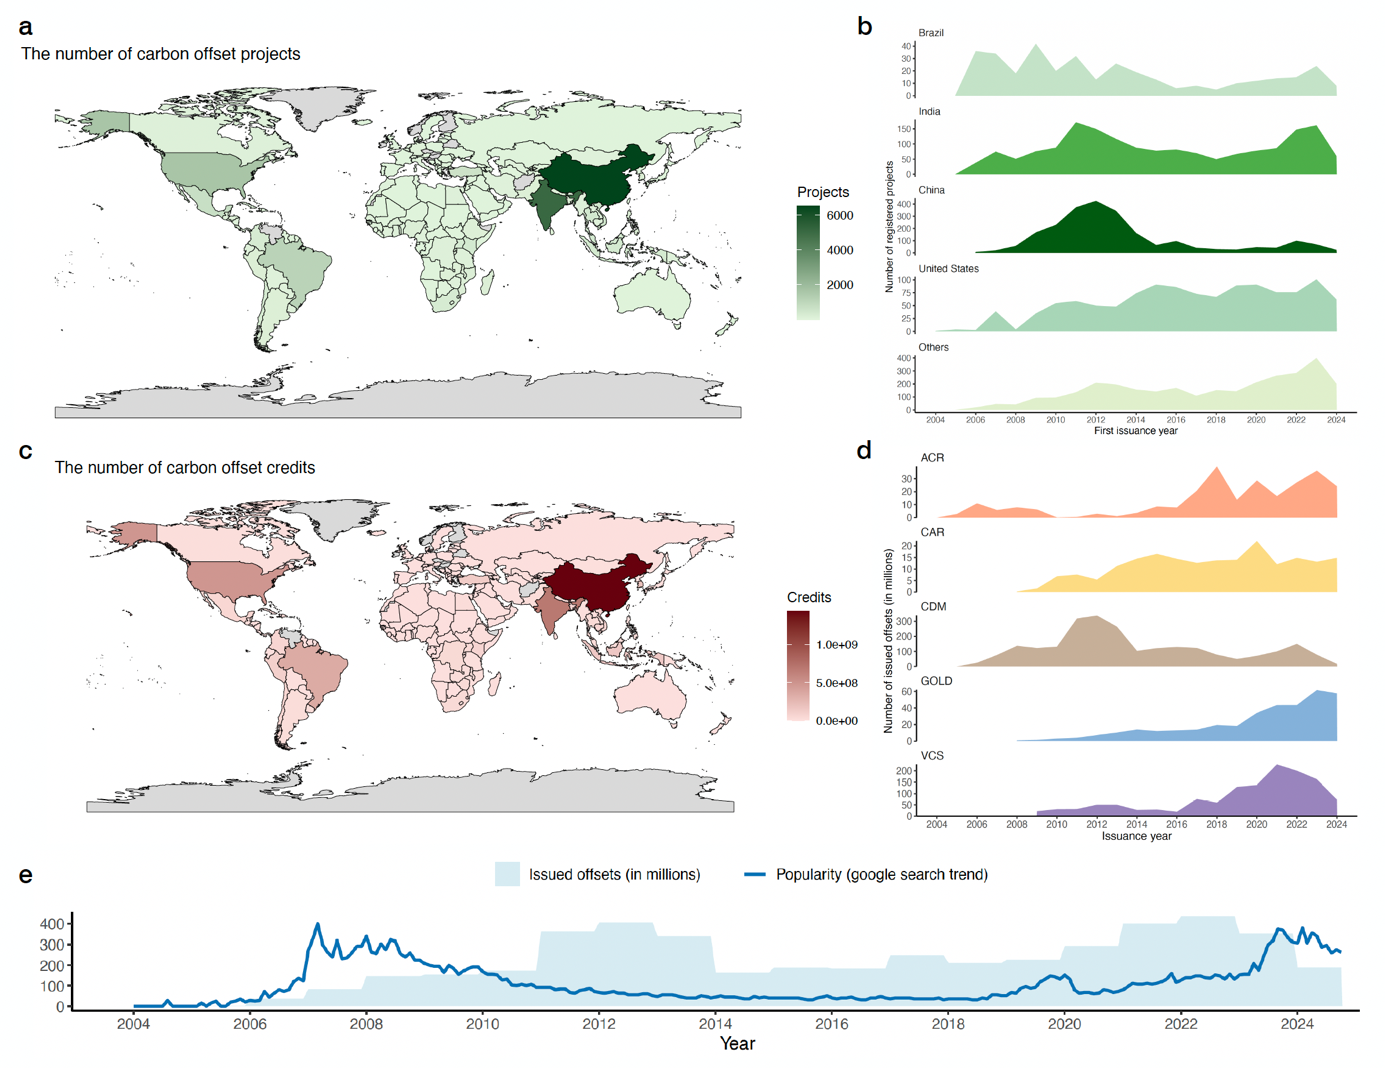 a
The number of carbon offset projects
Projects
6000
4000
2000
b
Number of registered projects
Brazil
40
30
20
10
0
India
150
100
50
0
China
400
300
200
100
0
United States
100
75
50
25
0
Others
400
300
200
100
0
2004 2006 2008 2010 2012 2014 2016 2018 2020 2022 2024
First issuance year
c
The number of carbon offset credits
Credits
1.0e+09
5.0e+08
0.0e+00
d
Number of issued offsets (in millions)
ACR
30
20
10
0
CAR
20
15
10
5
0
CDM
300
200
100
0
GOLD
60
40
20
0
VCS
200
150
100
50
0
2004 2006 2008 2010 2012 2014 2016 2018 2020 2022 2024
Issuance year
e
Issued offsets (in millions)
Popularity (google search trend)
400
300
200
100
0
2004 2006 2008 2010 2012 2014 2016 2018 2020 2022 2024
Year